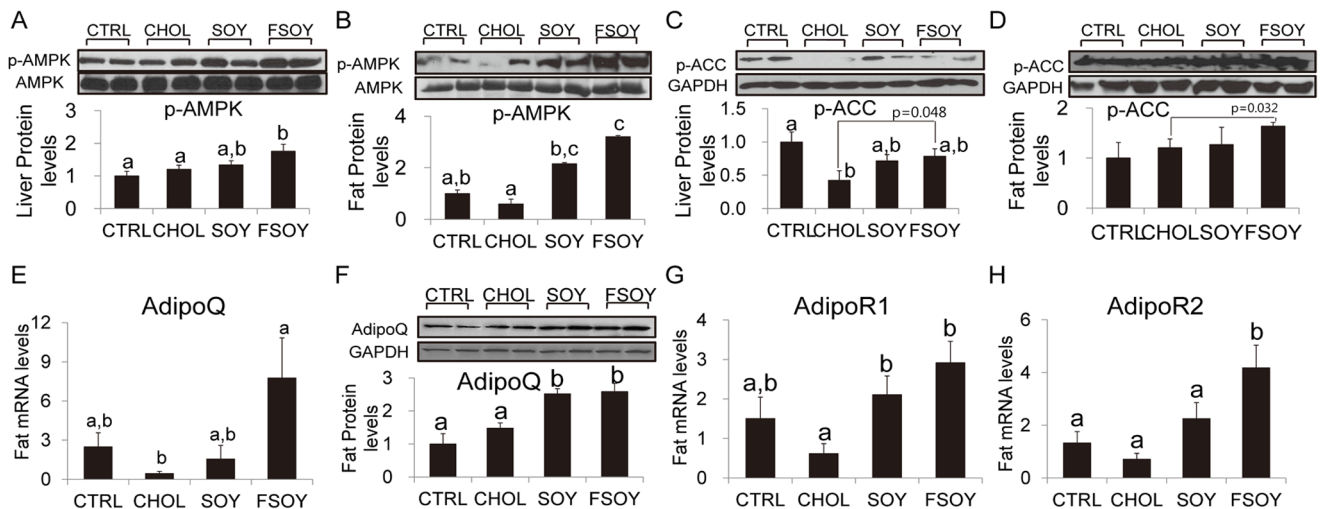 A
CTRL CHOL SOY FSOY
p-AMPK
AMPK
p-AMPK
Liver Protein levels
3
2
1
0
a a a,b b
CTRL CHOL SOY FSOY
B
CTRL CHOL SOY FSOY
p-AMPK
AMPK
p-AMPK
Fat Protein levels
4
2
0
a,b a b,c c
CTRL CHOL SOY FSOY
C
CTRL CHOL SOY FSOY
p-ACC
GAPDH
p-ACC
p=0.048
Liver Protein levels
1.5
1.0
0.5
0.0
a b a,b a,b
CTRL CHOL SOY FSOY
D
CTRL CHOL SOY FSOY
p-ACC
GAPDH
p-ACC
p=0.032
Fat Protein levels
2
1
0
CTRL CHOL SOY FSOY
E
AdipoQ
Fat mRNA levels
12
9
6
3
0
a,b b a,b a
CTRL CHOL SOY FSOY
F
CTRL CHOL SOY FSOY
AdipoQ
GAPDH
AdipoQ
Fat Protein levels
3
2
1
0
a a b b
CTRL CHOL SOY FSOY
G
AdipoR1
Fat mRNA levels
4
3
2
1
0
a,b a b b
CTRL CHOL SOY FSOY
H
AdipoR2
Fat mRNA levels
6
4
2
0
a a a b
CTRL CHOL SOY FSOY